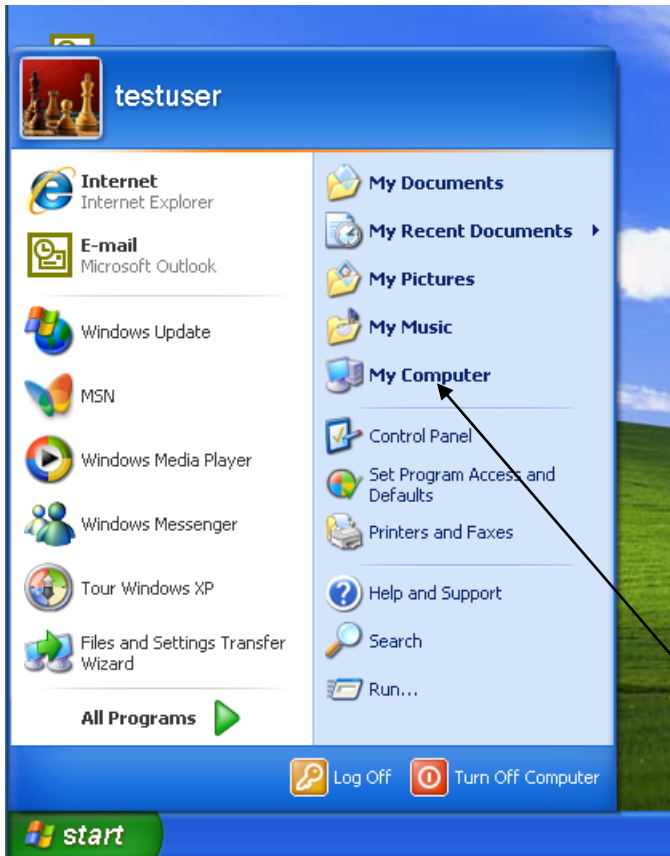 testuser
Internet
Internet Explorer
E-mail
Microsoft Outlook
Windows Update
MSN
Windows Media Player
Windows Messenger
Tour Windows XP
Files and Settings Transfer
Wizard
All Programs
My Documents
My Recent Documents
My Pictures
My Music
My Computer
Control Panel
Set Program Access and
Defaults
Printers and Faxes
Help and Support
Search
Run...
Log Off
Turn Off Computer
start